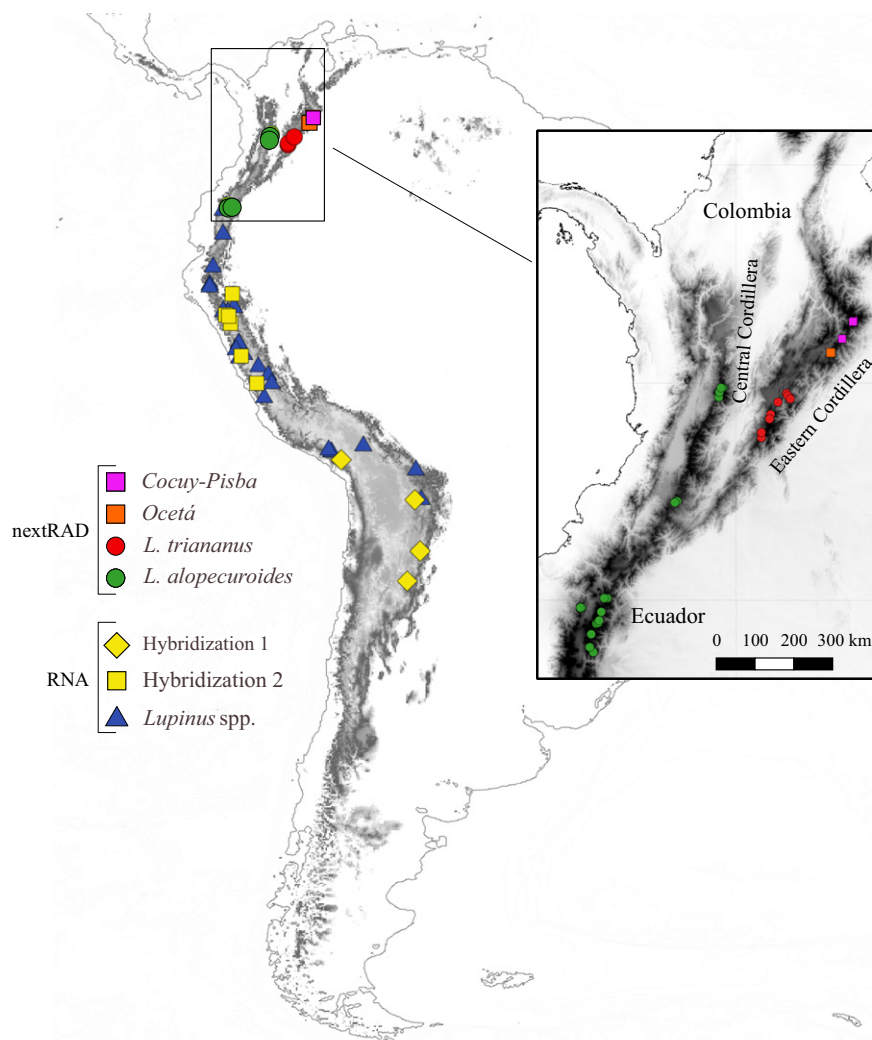 Colombia
Central Cordillera
Eastern Cordillera
Ecuador
0 100 200 300 km
nextRAD
Cocuy-Pisba
Ocetá
L. triananus
L. alopecuroides
RNA
Hybridization 1
Hybridization 2
Lupinus spp.